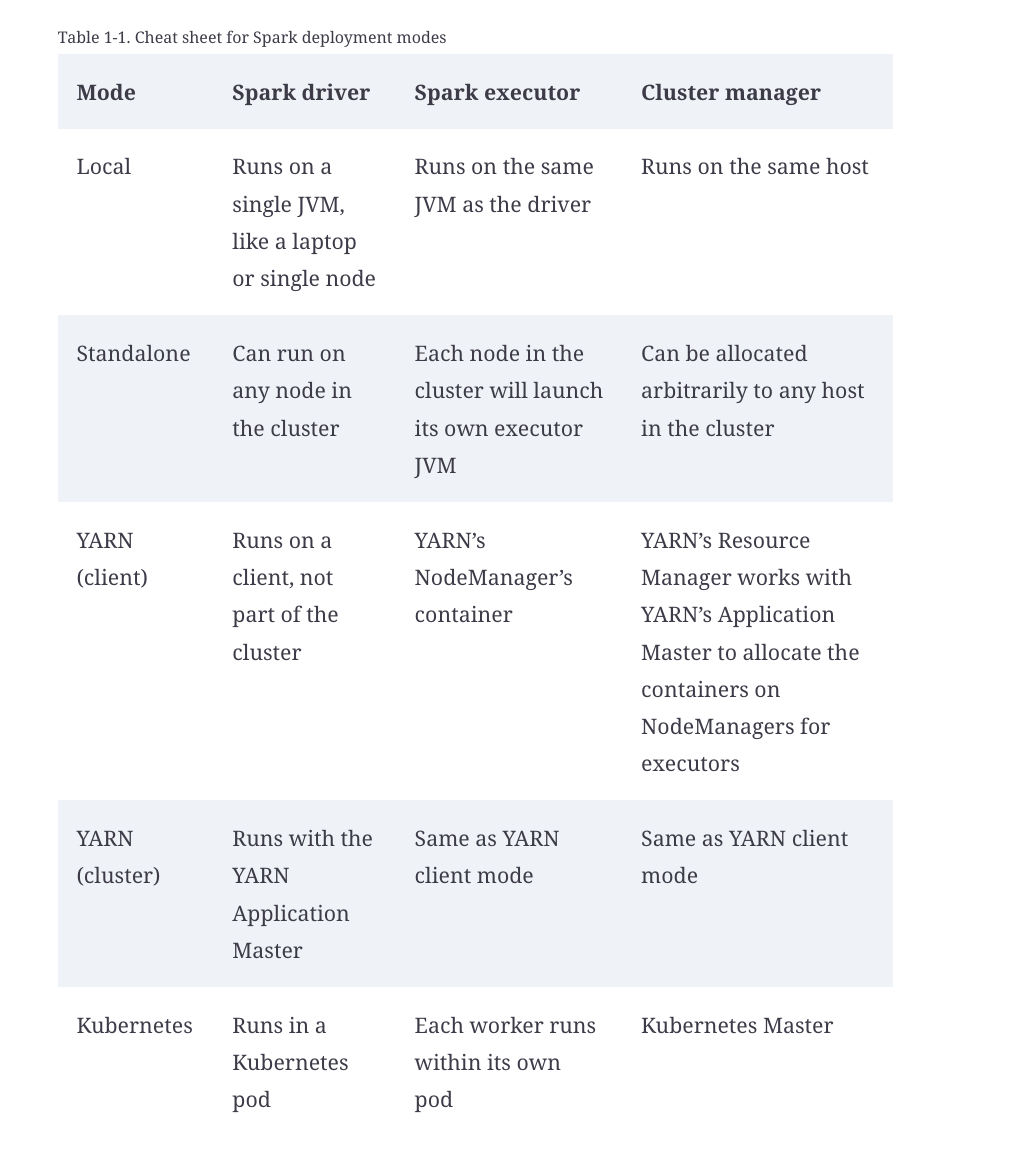 Table 1-1. Cheat sheet for Spark deployment modes
Mode Spark driver Spark executor Cluster manager
Local
Runs on a
single JVM,
like a laptop
or single node
Runs on the same
JVM as the driver
Runs on the same host
Standalone
Can run on
any node in
the cluster
Each node in the
cluster will launch
its own executor
JVM
Can be allocated
arbitrarily to any host
in the cluster
YARN
(client)
Runs on a
client, not
part of the
cluster
YARN’s
NodeManager’s
container
YARN’s Resource
Manager works with
YARN’s Application
Master to allocate the
containers on
NodeManagers for
executors
YARN
(cluster)
Runs with the
YARN
Application
Master
Same as YARN
client mode
Same as YARN client
mode
Kubernetes
Runs in a
Kubernetes
pod
Each worker runs
within its own
pod
Kubernetes Master